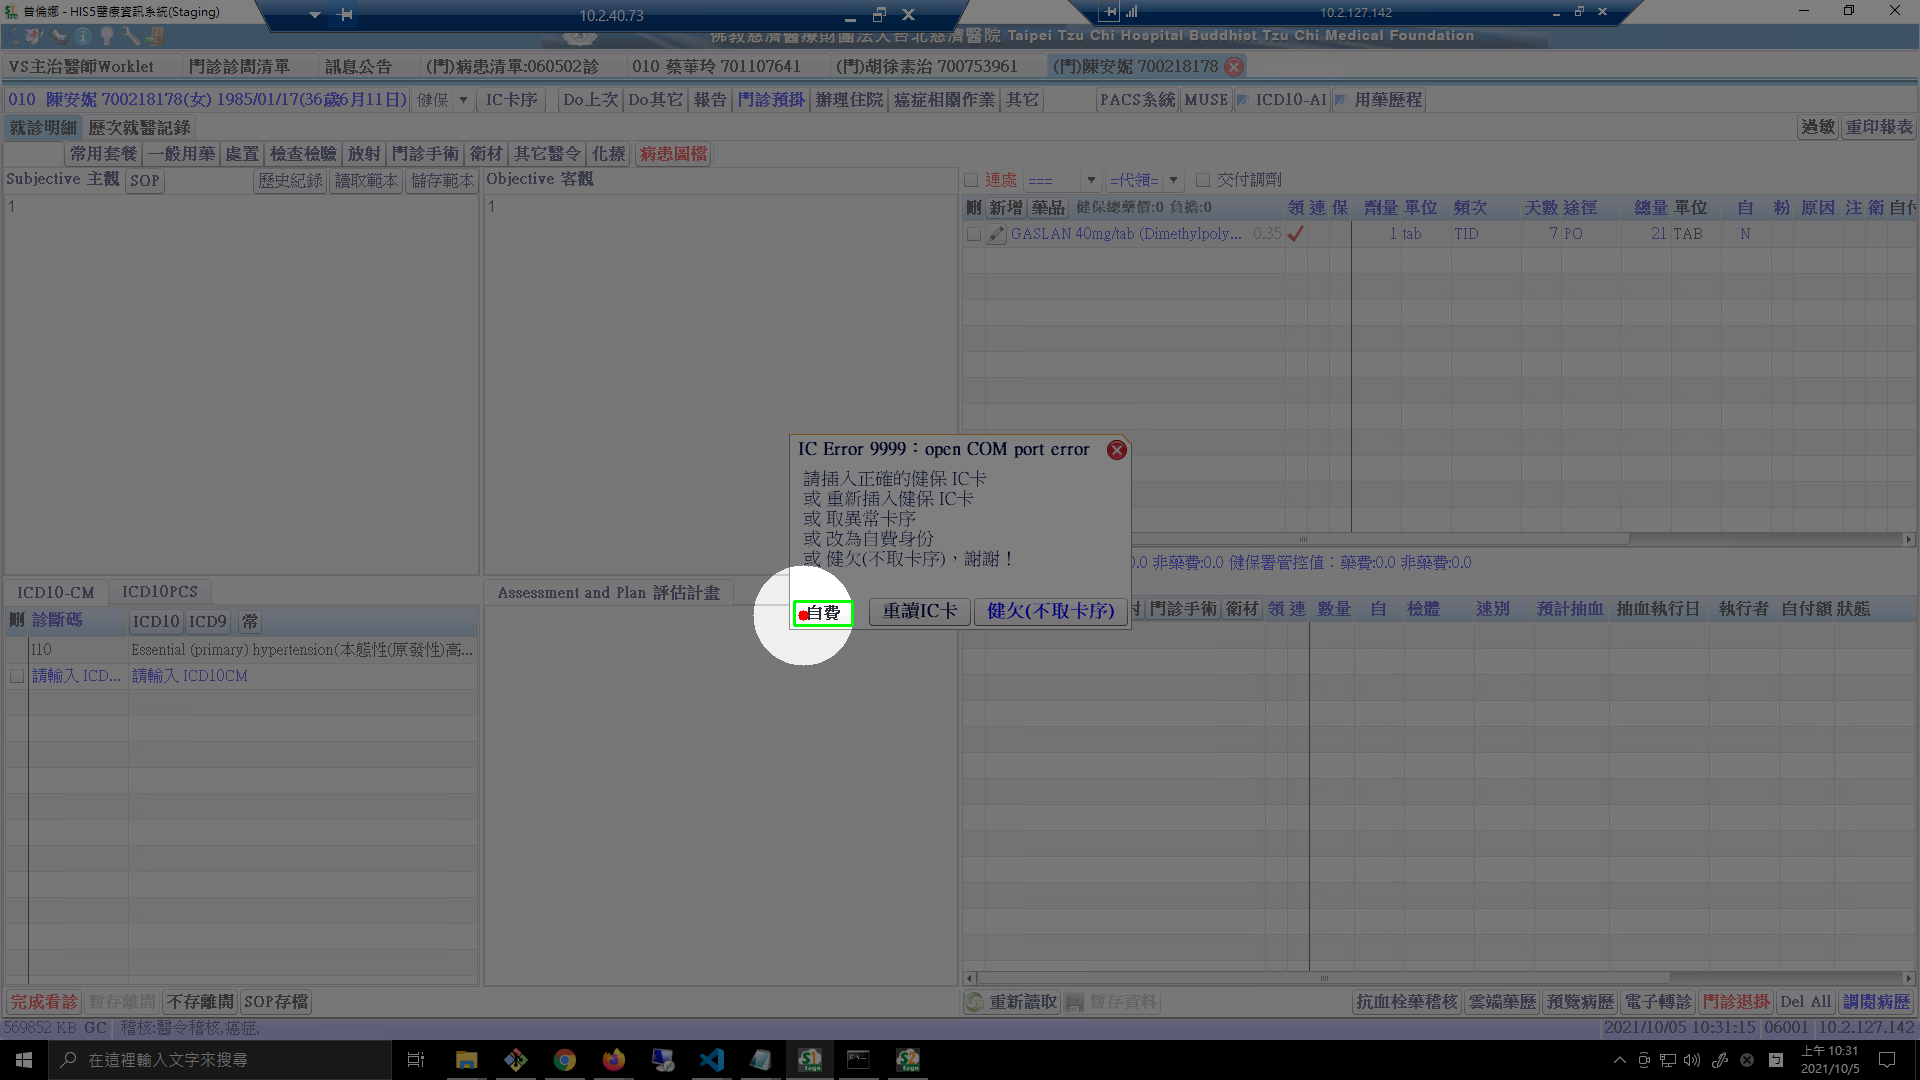 曾倫娜 - HIS5醫療資訊系統(Staging)
10.2.40.73
10.2.127.142
佛教慈濟醫療財團法人台北慈濟醫院 Taipei Tzu Chi Hospital Buddhist Tzu Chi Medical Foundation
VS主治醫師Worklet 門診診間清單 訊息公告 (門)病患清單:060502診 010 蔡華玲 701107641 (門)胡徐素治 700753961 (門)陳安妮 700218178
010 陳安妮 700218178(女) 1985/01/17(36歲6月11日) 健保 IC卡序 Do上次 Do其它 報告 門診預掛 辦理住院 癌症相關作業 其它 PACS系統 MUSE ICD10-AI 用藥歷程
就診明細 歷次就醫記錄 過敏 重印報表
常用套餐 一般用藥 處置 檢查檢驗 放射 門診手術 衛材 其它醫令 化療 病患圖檔
Subjective 主觀 SOP 歷史紀錄 讀取範本 儲存範本 Objective 客觀 連處 === =代領= 交付調劑
1 1
刪 新增 藥品 健保總藥價:0 負擔:0 領 連 保 劑量 單位 頻次 天數 途徑 總量 單位 自 粉 原因 注 衛 自付
GASLAN 40mg/tab (Dimethylpoly... 0.35 1 tab TID 7 PO 21 TAB N
IC Error 9999：open COM port error
請插入正確的健保 IC卡
或 重新插入健保 IC卡
或 取異常卡序
或 改為自費身份
或 健欠(不取卡序)，謝謝！
自費 重讀IC卡 健欠(不取卡序)
0.0 非藥費:0.0 健保署管控值：藥費:0.0 非藥費:0.0
ICD10-CM ICD10PCS Assessment and Plan 評估計畫
刪 診斷碼 ICD10 ICD9 常
門診手術 衛材 領 連 數量 自 檢體 速別 預計抽血 抽血執行日 執行者 自付額 狀態
I10 Essential (primary) hypertension(本態性(原發性)高...
請輸入 ICD... 請輸入 ICD10CM
完成看診 暫存離開 不存離開 SOP存檔 重新讀取 暫存資料 抗血栓藥稽核 雲端藥歷 預覽病歷 電子轉診 門診退掛 Del All 調閱病歷
569852 KB GC 稽核:醫令稽核,癌症, 2021/10/05 10:31:15 06001 10.2.127.142
在這裡輸入文字來搜尋
上午 10:31
2021/10/5